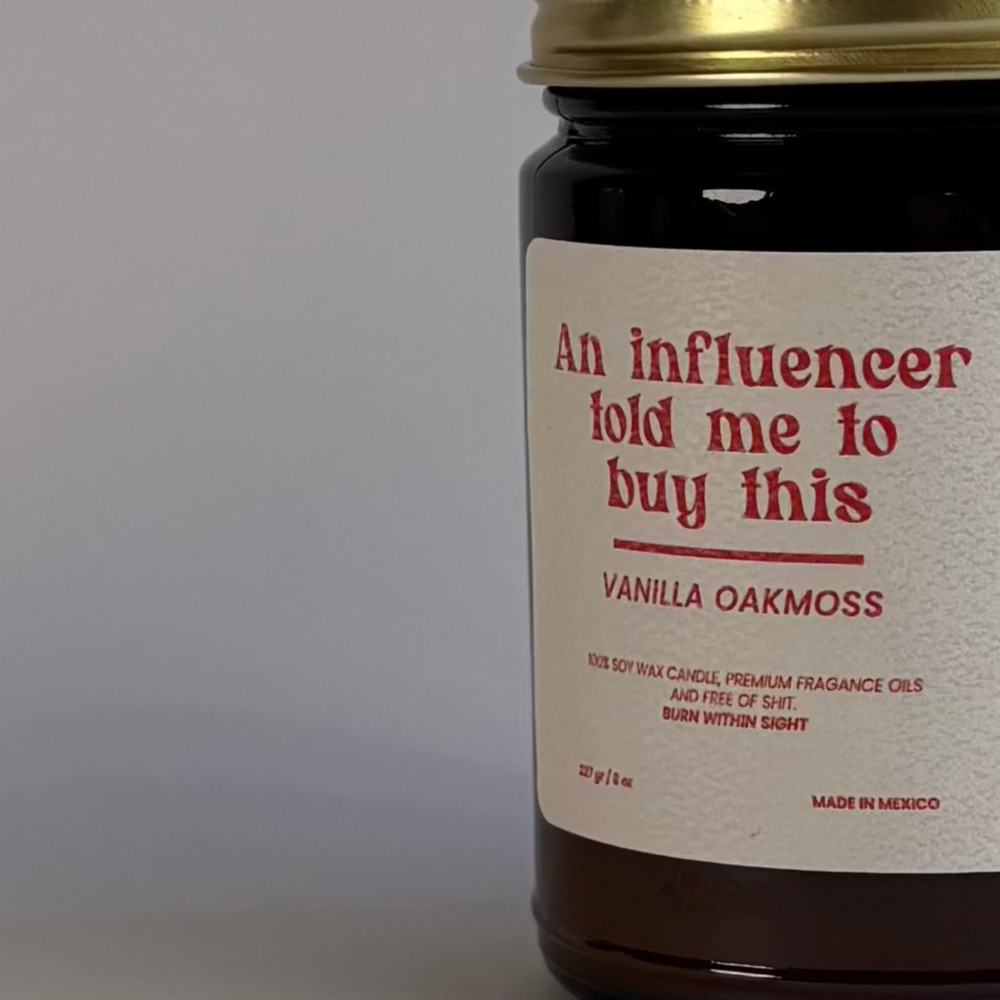 An influencer
told me to
buy this
VANILLA OAKMOSS
100% SOY WAX CANDLE, PREMIUM FRAGANCE OILS
AND FREE OF SHIT.
BURN WITHIN SIGHT
227 gr / 8 oz
MADE IN MEXICO